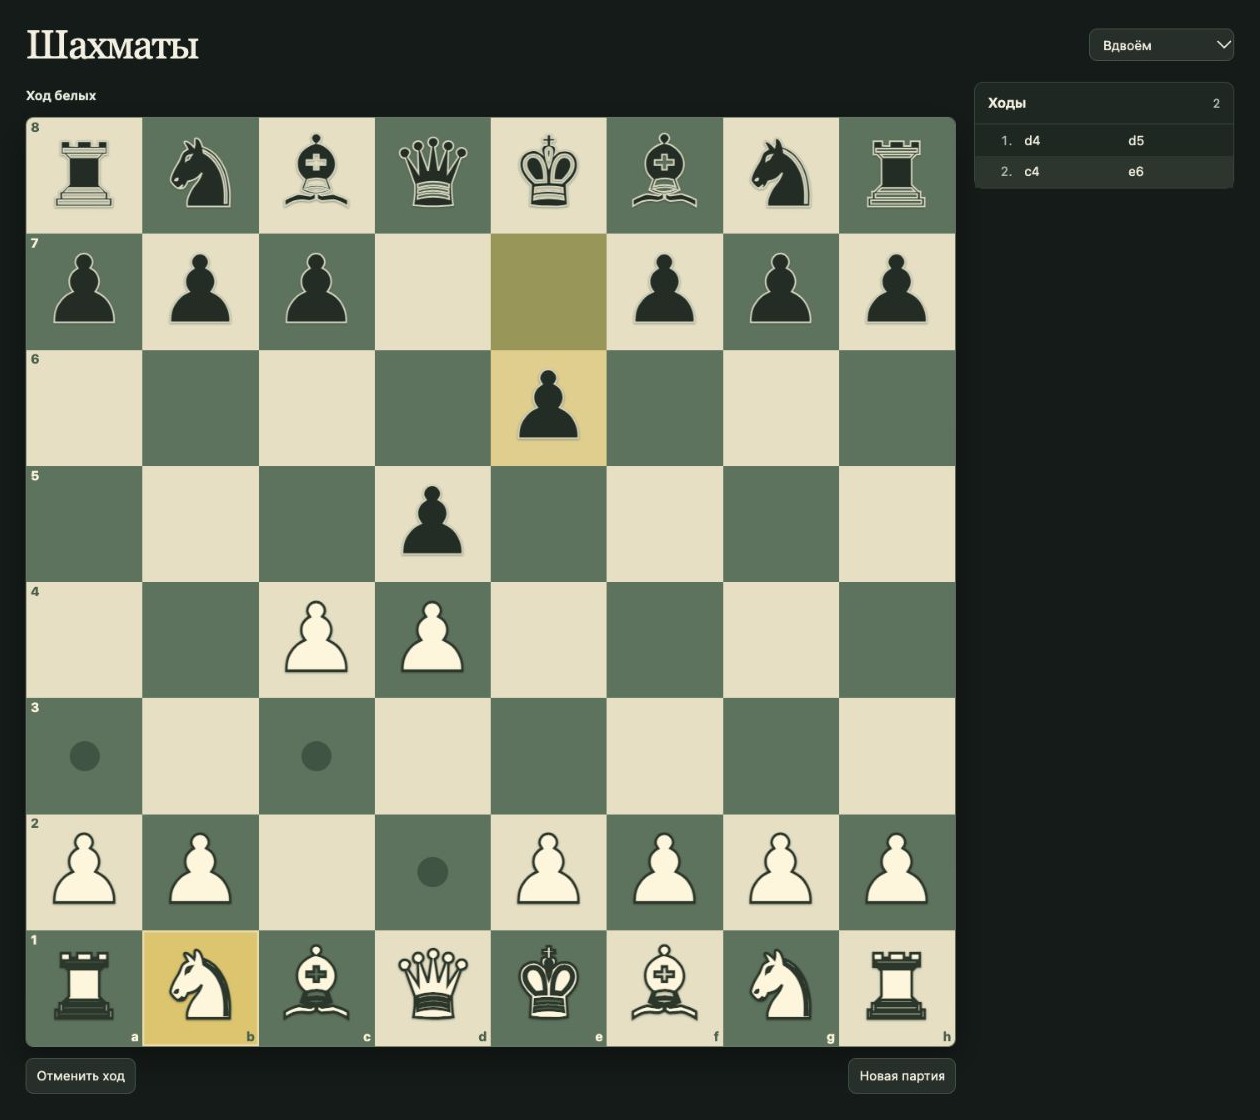 Шахматы
Вдвоём
Ход белых
Ходы 2
1. d4 d5
2. c4 e6
8
7
6
5
4
3
2
1
a b c d e f g h
Отменить ход
Новая партия